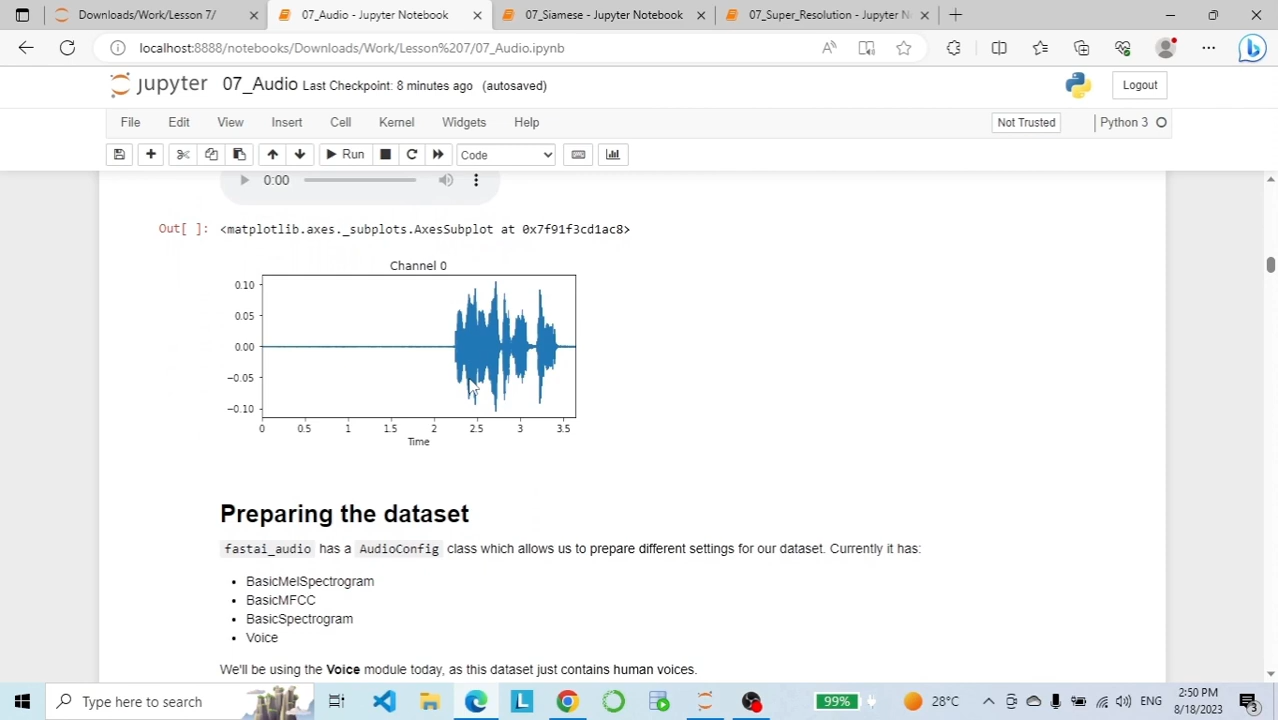 Downloads/Work/Lesson 7/
07_Audio - Jupyter Notebook
07_Siamese - Jupyter Notebook
07_Super_Resolution - Jupyter N
localhost:8888/notebooks/Downloads/Work/Lesson%207/07_Audio.ipynb
jupyter 07_Audio Last Checkpoint: 8 minutes ago (autosaved)
Logout
File Edit View Insert Cell Kernel Widgets Help
Not Trusted
Python 3
Run
Code
0:00
Out[ ]: <matplotlib.axes._subplots.AxesSubplot at 0x7f91f3cd1ac8>
Channel 0
0.10
0.05
0.00
−0.05
−0.10
0 0.5 1 1.5 2 2.5 3 3.5
Time
Preparing the dataset
fastai_audio has a AudioConfig class which allows us to prepare different settings for our dataset. Currently it has:
• BasicMelSpectrogram
• BasicMFCC
• BasicSpectrogram
• Voice
We'll be using the Voice module today, as this dataset just contains human voices.
Type here to search
99%
28°C
ENG
2:50 PM
8/18/2023
3